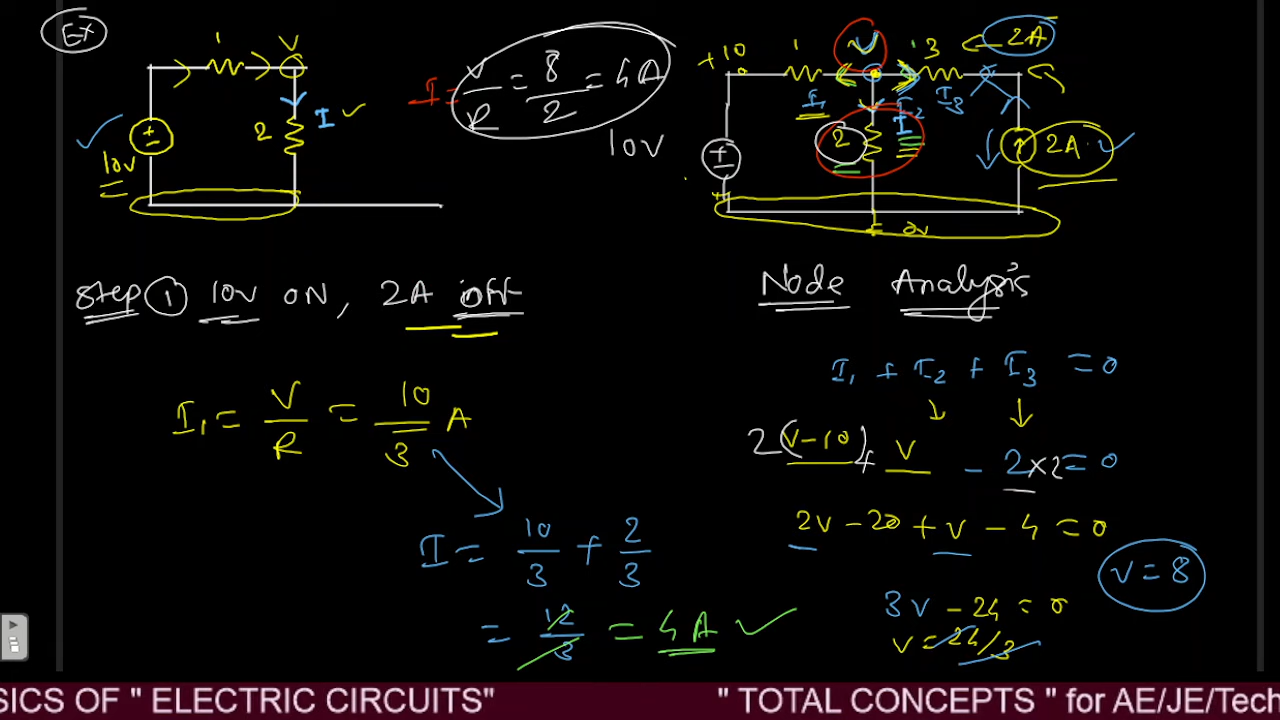 Ex
1
V
2
I
10V
I = V/R = 8/2 = 4A
10V
+10
1
V
3
2A
I₁
I₂
I₃
2
I
2A
0V
Step ① 10V ON, 2A off
Node Analysis
I₁ = V/R = 10/3 A
I₁ + I₂ + I₃ = 0
2(V-10) + V - 2×2 = 0
2V - 20 + V - 4 = 0
I = 10/3 + 2/3
V = 8
= 12/3 = 4A
3V - 24 = 0
V = 24/3
SICS OF " ELECTRIC CIRCUITS" " TOTAL CONCEPTS " for AE/JE/Tech